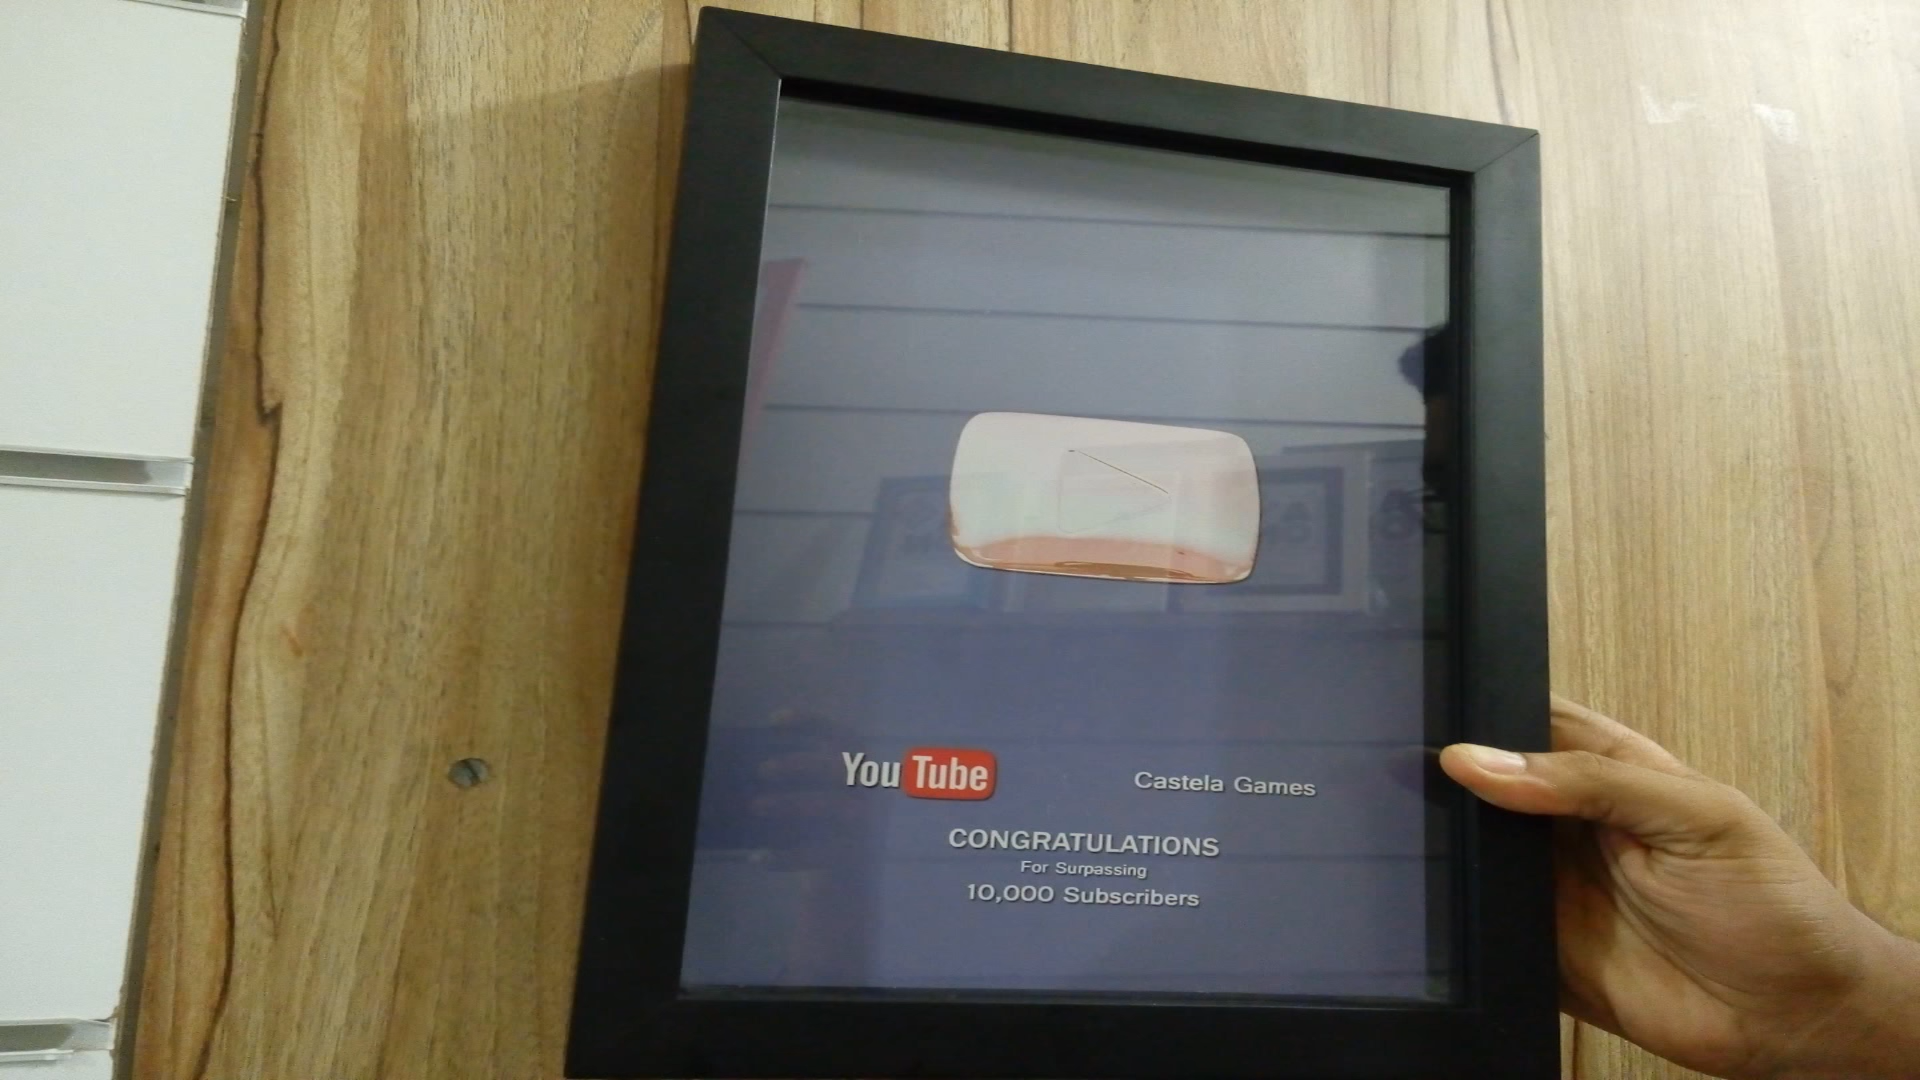 YouTube
Castela Games
CONGRATULATIONS
For Surpassing
10,000 Subscribers